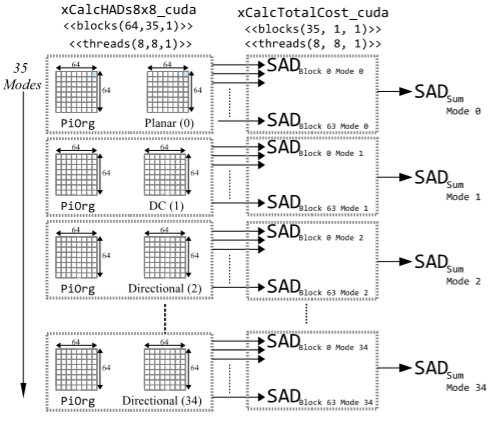 xCalcHADs8x8_cuda
<<blocks(64,35,1)>>
<<threads(8,8,1)>>
xCalcTotalCost_cuda
<<blocks(35, 1, 1)>>
<<threads(8, 8, 1)>>
35
Modes
64
64
PiOrg
64
64
Planar (0)
SAD Block 0 Mode 0
SAD Block 63 Mode 0
SAD Sum
Mode 0
64
64
PiOrg
64
64
DC (1)
SAD Block 0 Mode 1
SAD Block 63 Mode 1
SAD Sum
Mode 1
64
64
PiOrg
64
64
Directional (2)
SAD Block 0 Mode 2
SAD Block 63 Mode 2
SAD Sum
Mode 2
64
64
PiOrg
64
64
Directional (34)
SAD Block 0 Mode 34
SAD Block 63 Mode 34
SAD Sum
Mode 34